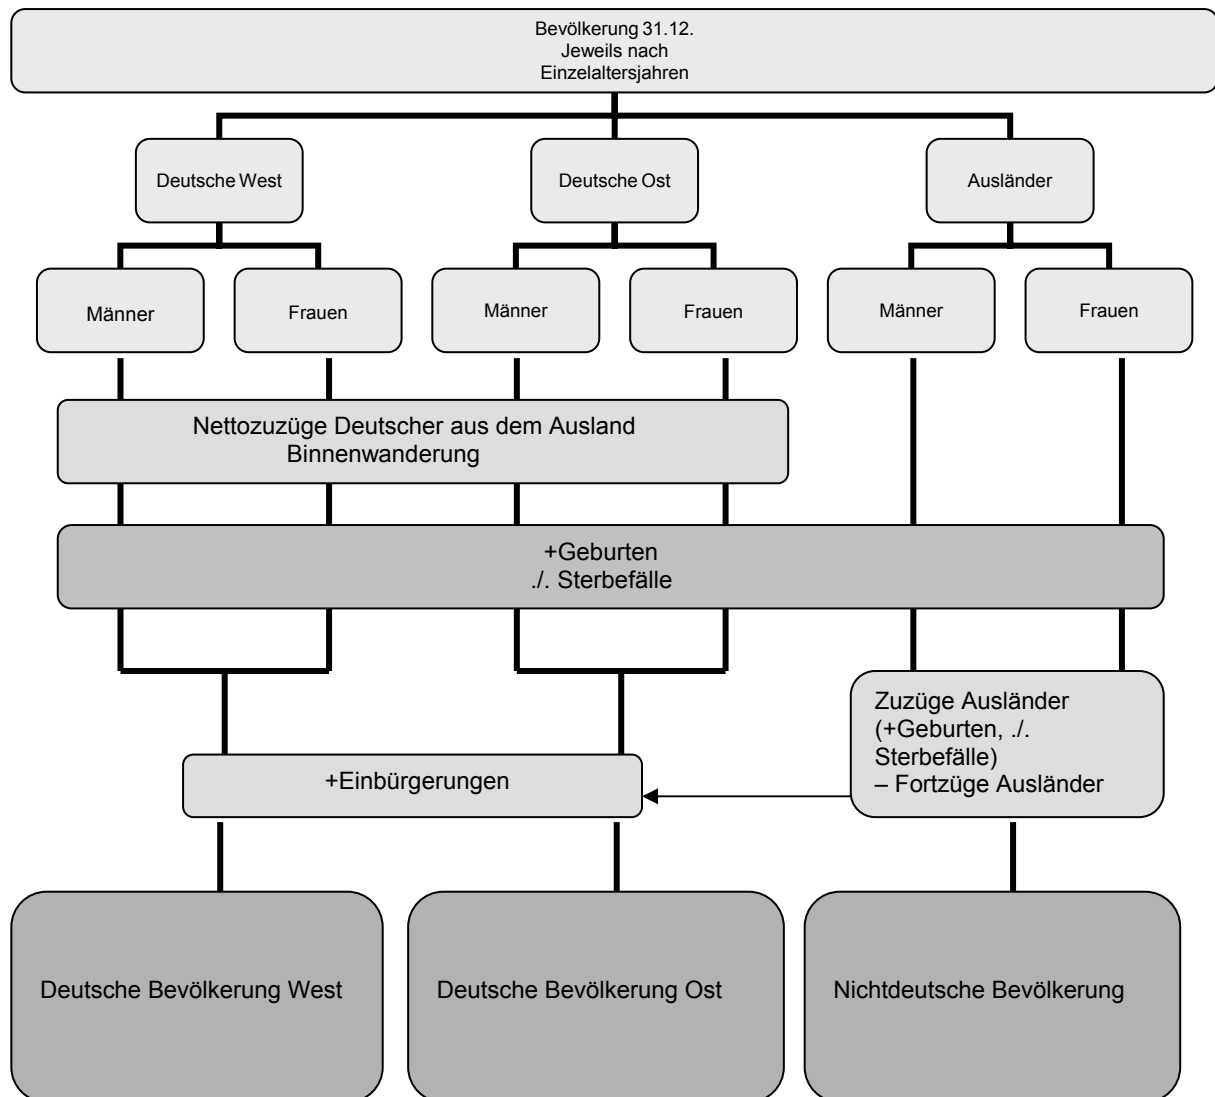 Bevölkerung 31.12.
Jeweils nach
Einzelaltersjahren
Deutsche West
Deutsche Ost
Ausländer
Männer
Frauen
Männer
Frauen
Männer
Frauen
Nettozuzüge Deutscher aus dem Ausland
Binnenwanderung
+Geburten
./. Sterbefälle
Zuzüge Ausländer
(+Geburten, ./.
Sterbefälle)
– Fortzüge Ausländer
+Einbürgerungen
Deutsche Bevölkerung West
Deutsche Bevölkerung Ost
Nichtdeutsche Bevölkerung